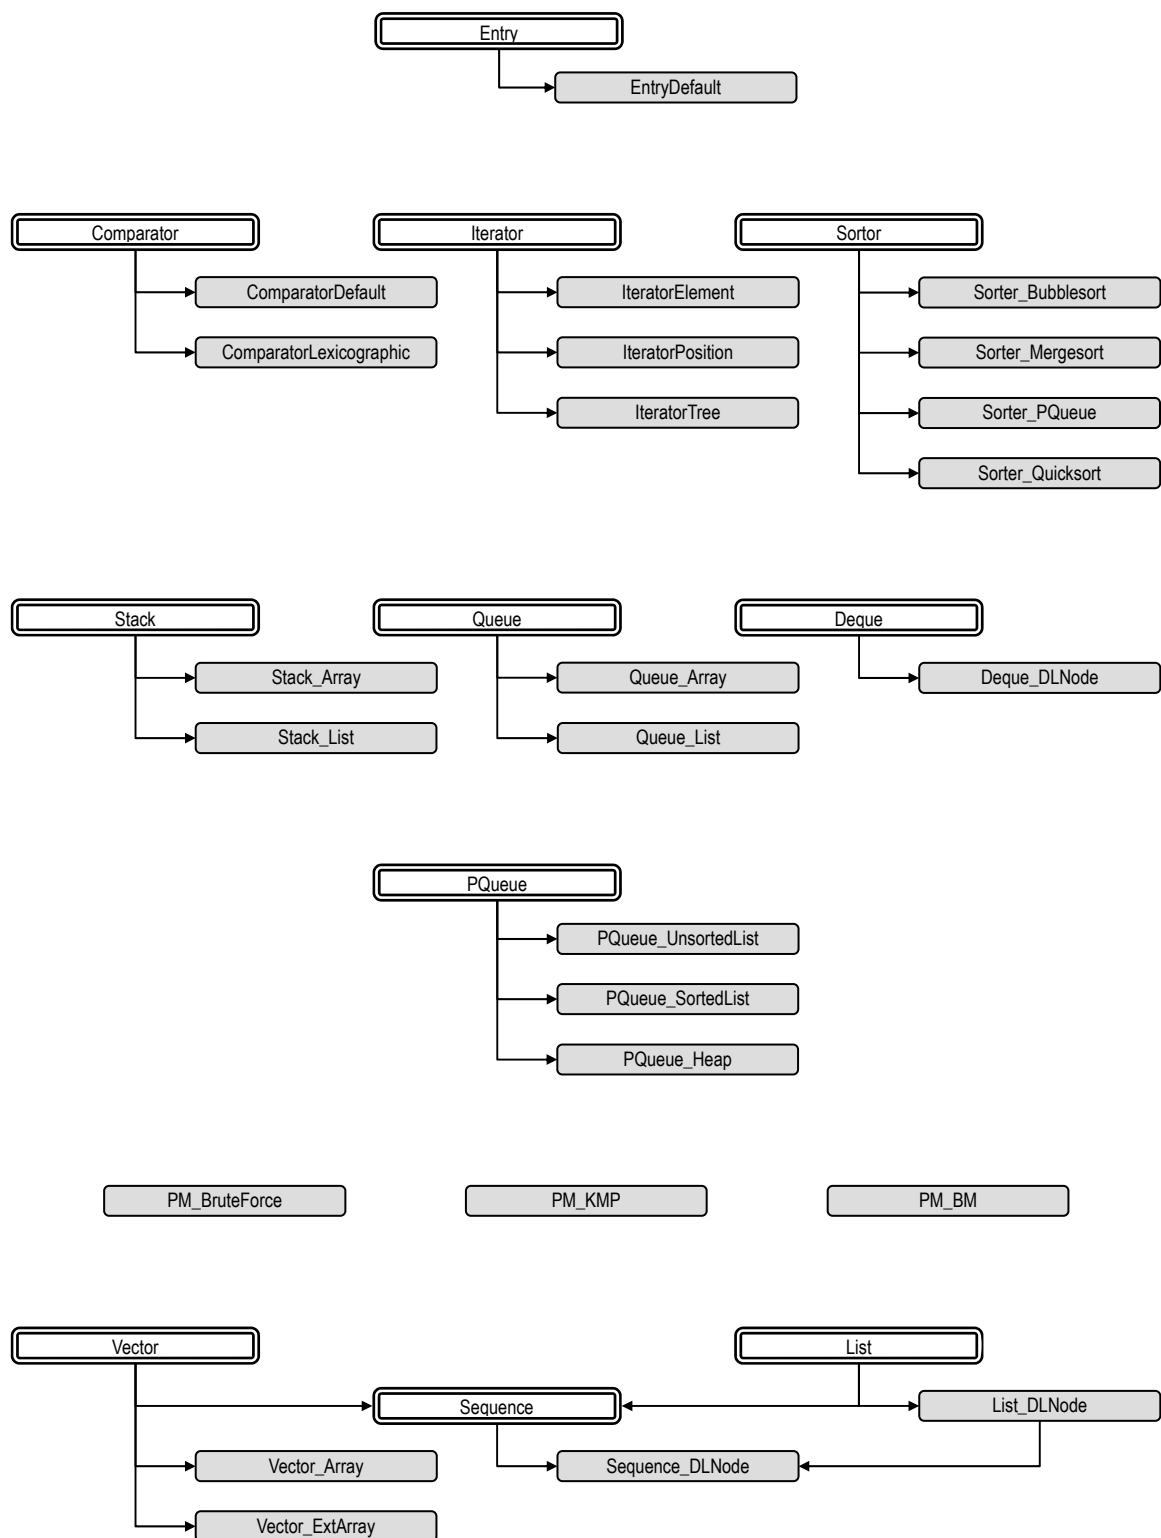 Entry
EntryDefault
Comparator
Iterator
Sortor
ComparatorDefault
IteratorElement
Sorter_Bubblesort
ComparatorLexicographic
IteratorPosition
Sorter_Mergesort
IteratorTree
Sorter_PQueue
Sorter_Quicksort
Stack
Queue
Deque
Stack_Array
Queue_Array
Deque_DLNode
Stack_List
Queue_List
PQueue
PQueue_UnsortedList
PQueue_SortedList
PQueue_Heap
PM_BruteForce
PM_KMP
PM_BM
Vector
List
Sequence
List_DLNode
Vector_Array
Sequence_DLNode
Vector_ExtArray